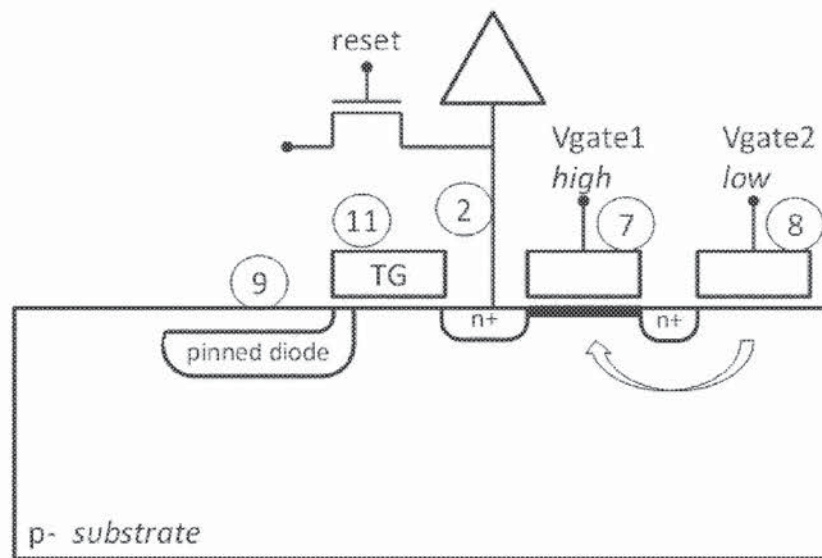 reset
Vgate1
high
Vgate2
low
11
2
7
8
9
TG
n+
n+
pinned diode
p- substrate